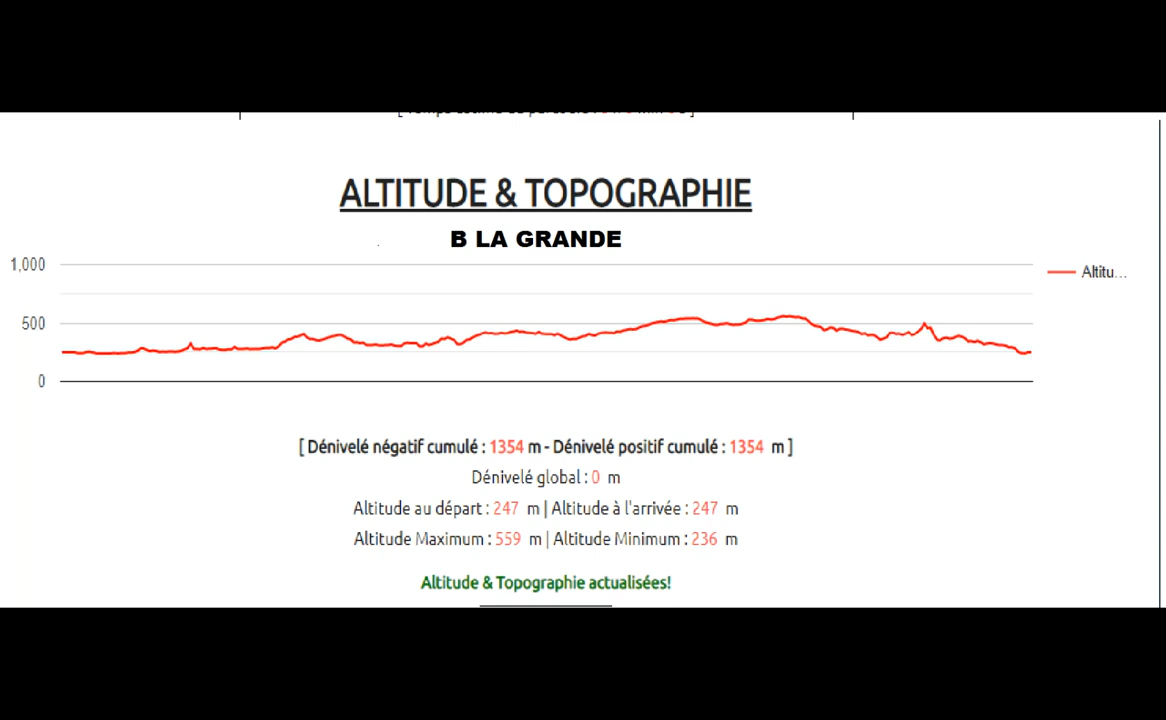 ALTITUDE & TOPOGRAPHIE
B LA GRANDE
1,000
Altitu...
500
0
[ Dénivelé négatif cumulé : 1354 m - Dénivelé positif cumulé : 1354 m ]
Dénivelé global : 0 m
Altitude au départ : 247 m | Altitude à l'arrivée : 247 m
Altitude Maximum : 559 m | Altitude Minimum : 236 m
Altitude & Topographie actualisées!